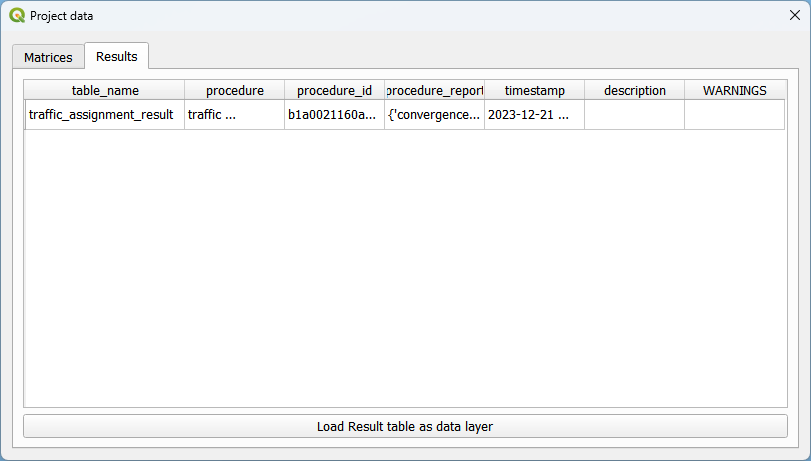 Project data
Matrices Results
table_name procedure procedure_id procedure_report timestamp description WARNINGS
traffic_assignment_result traffic ... b1a0021160a... {'convergence... 2023-12-21 ...
Load Result table as data layer